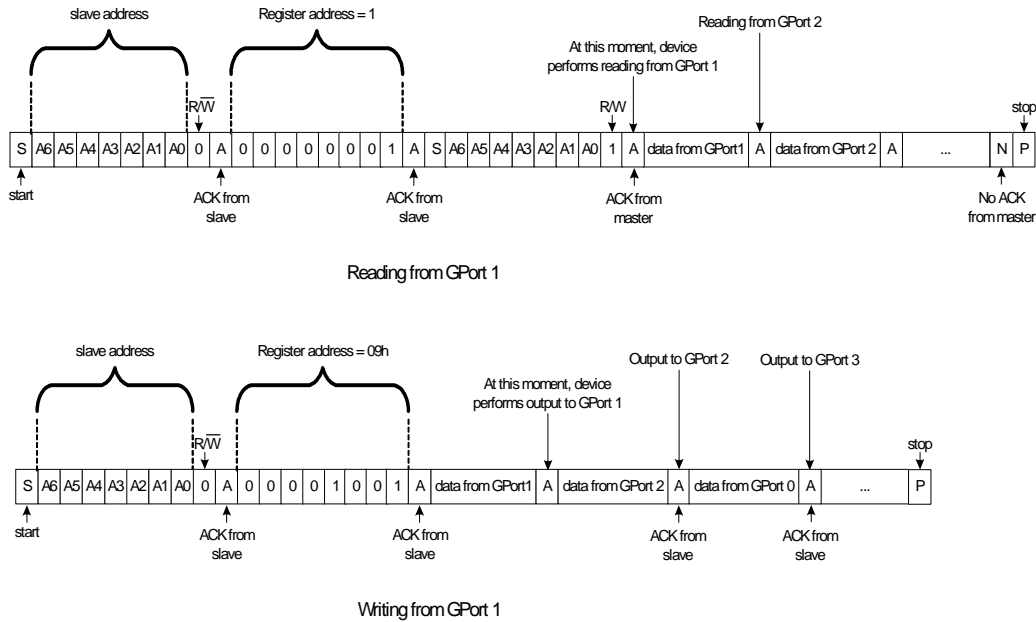 slave address
Register address = 1
Reading from GPort 2
At this moment, device
performs reading from GPort 1
R/W
R/W
stop
S A6 A5 A4 A3 A2 A1 A0 0 A 0 0 0 0 0 0 0 1 A S A6 A5 A4 A3 A2 A1 A0 1 A data from GPort1 A data from GPort 2 A ... N P
start
ACK from
slave
ACK from
slave
ACK from
master
No ACK
from master
Reading from GPort 1
slave address
Register address = 09h
At this moment, device
performs output to GPort 1
Output to GPort 2
Output to GPort 3
R/W
stop
S A6 A5 A4 A3 A2 A1 A0 0 A 0 0 0 0 1 0 0 1 A data from GPort1 A data from GPort 2 A data from GPort 0 A ... P
start
ACK from
slave
ACK from
slave
ACK from
slave
ACK from
slave
Writing from GPort 1